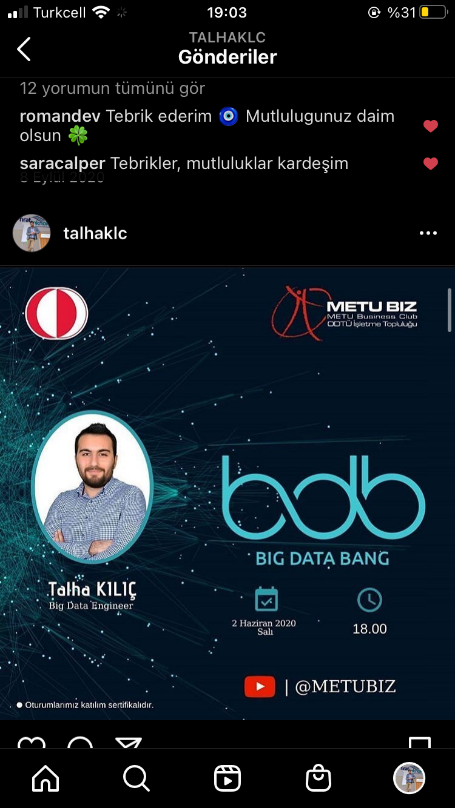 Turkcell
19:03
%31
TALHAKLC
Gönderiler
12 yorumun tümünü gör
romandev Tebrik ederim 🧿 Mutlulugunuz daim
olsun 🍀
saracalper Tebrikler, mutluluklar kardeşim
8 Eylül 2020
talhaklc
METU BIZ
METU Business Club
ODTÜ İşletme Topluluğu
bdb
BIG DATA BANG
Talha KILIÇ
Big Data Engineer
2 Haziran 2020
Salı
18.00
| @METUBIZ
Oturumlarımız katılım sertifikalıdır.